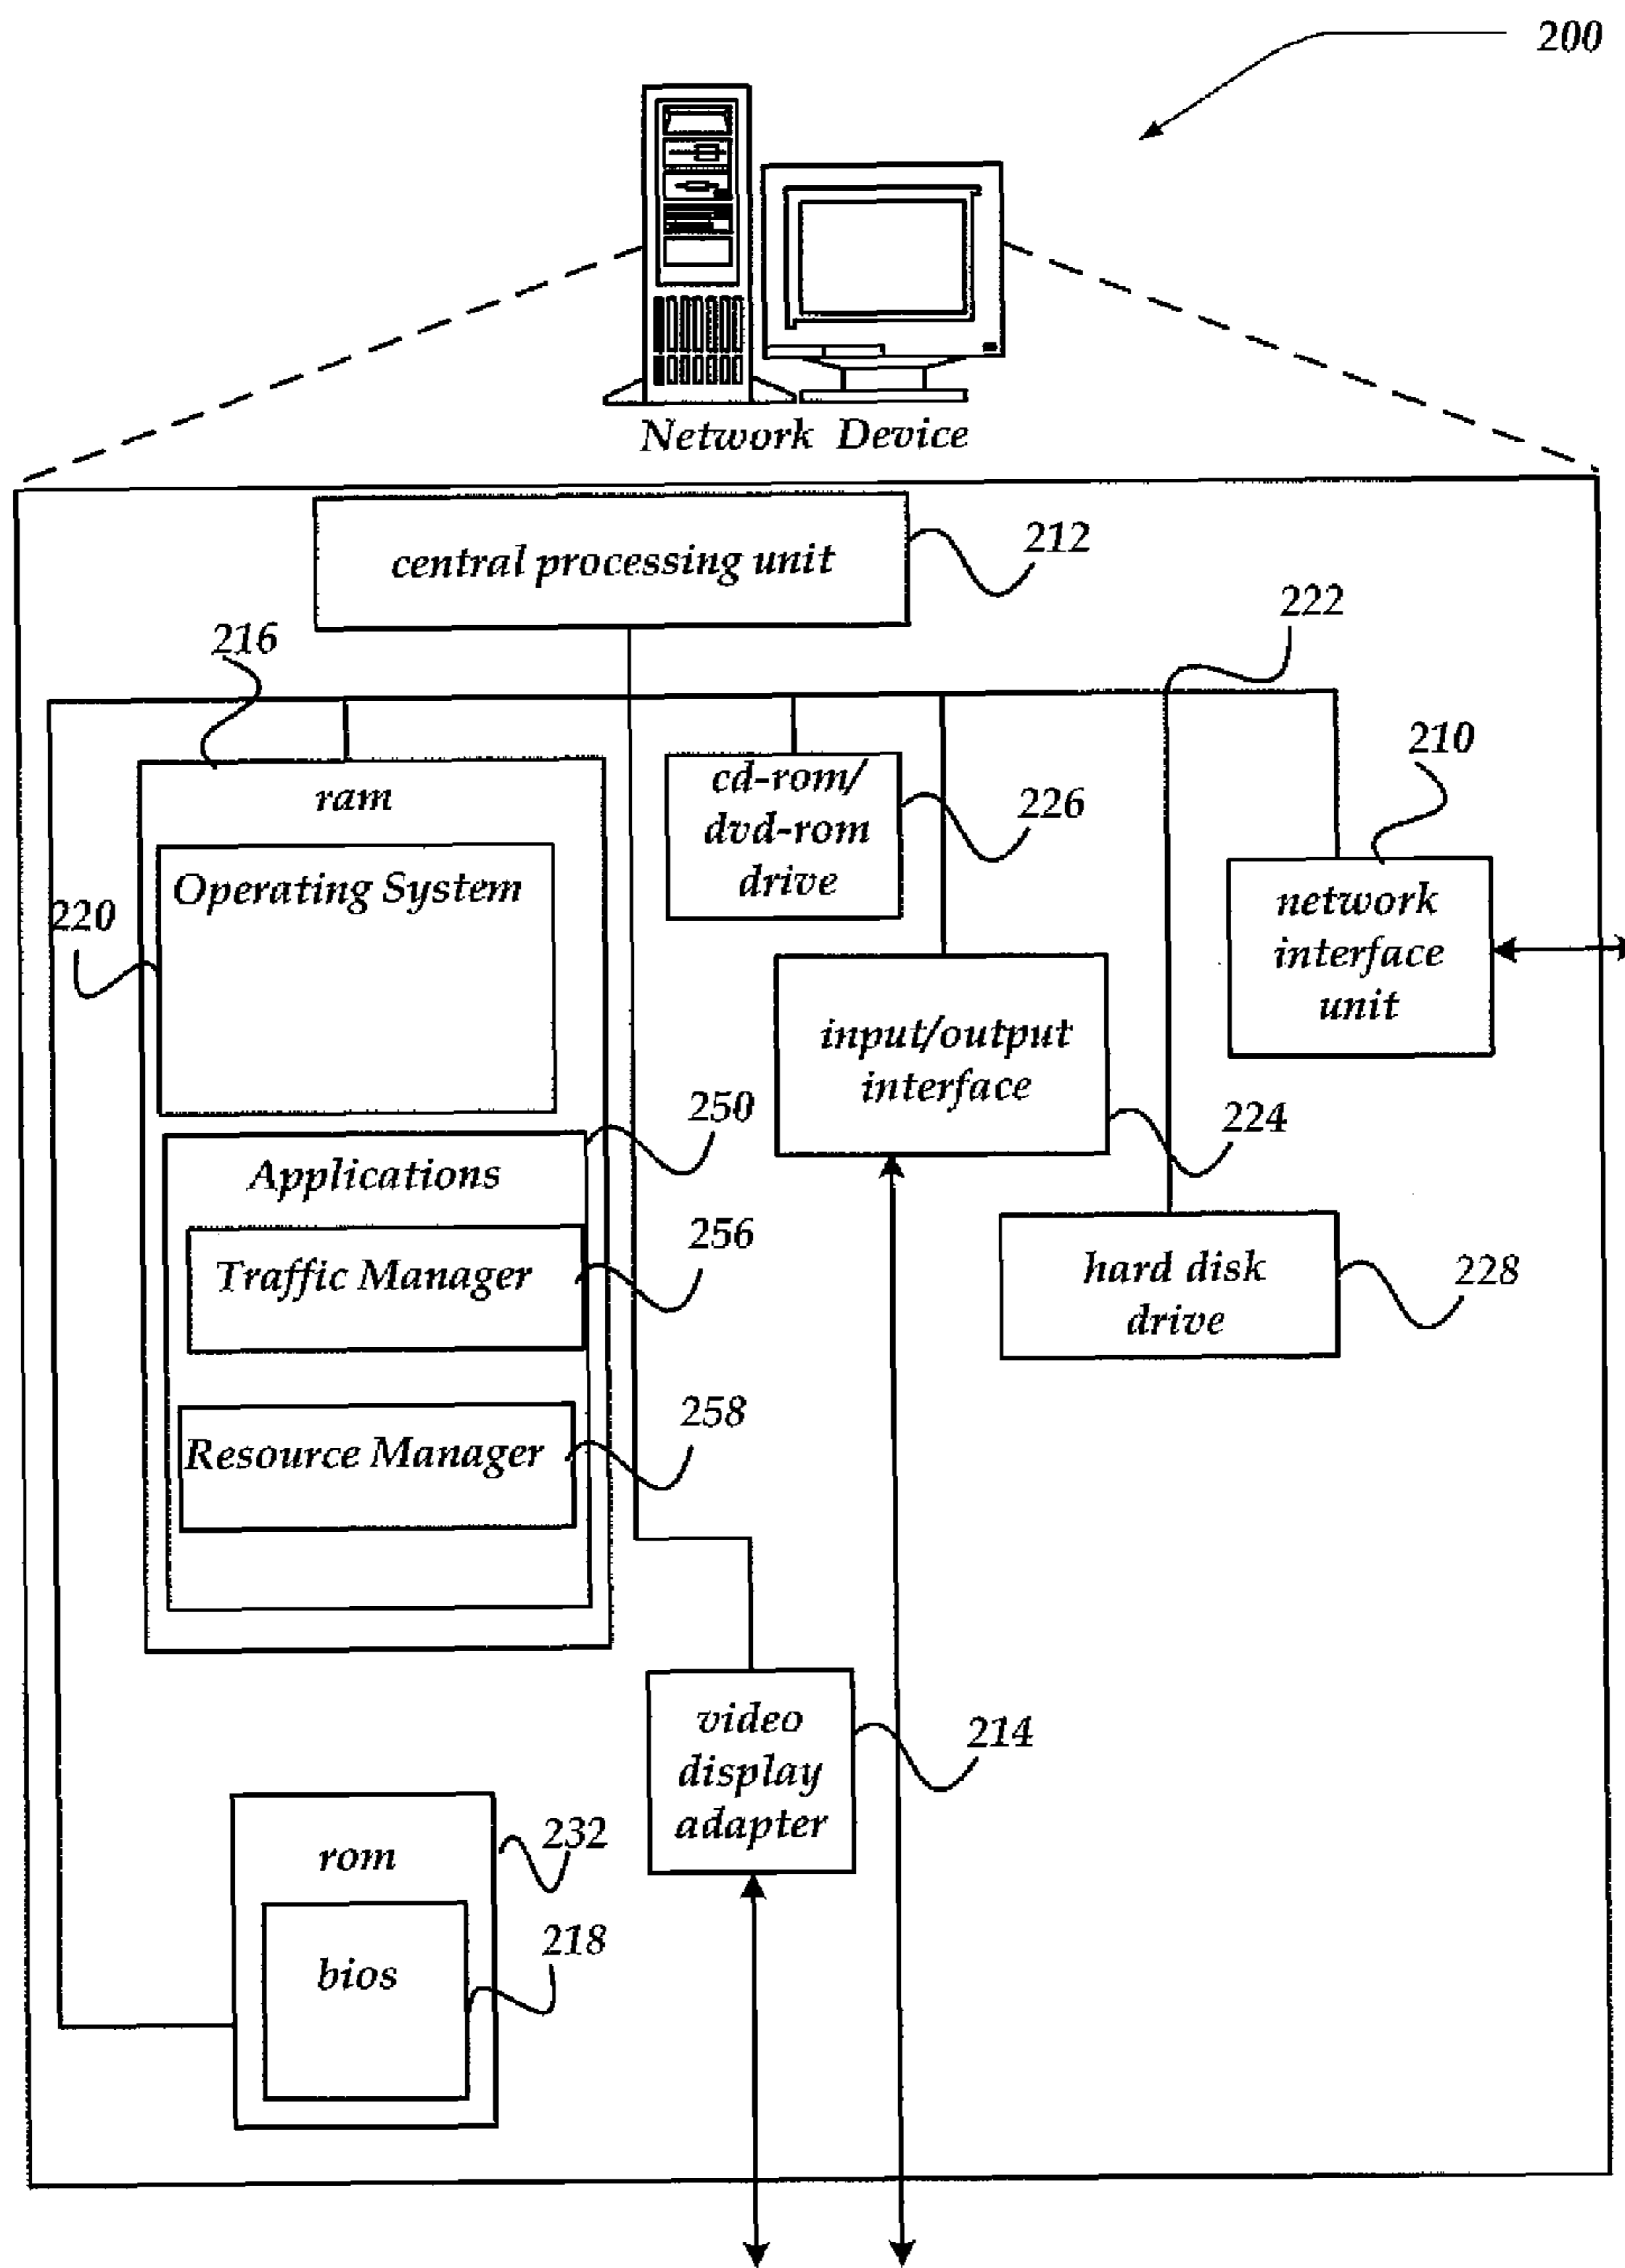 200
Network Device
central processing unit
212
222
216
210
ram
cd-rom/
dvd-rom
drive
226
Operating System
220
network
interface
unit
input/output
interface
224
250
Applications
256
Traffic Manager
hard disk
drive
228
258
Resource Manager
video
display
adapter
214
rom
232
bios
218